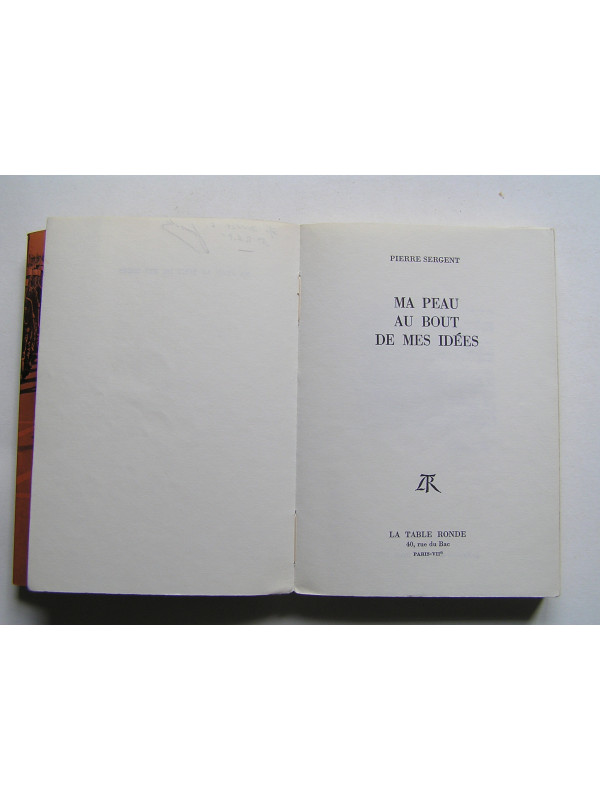 PIERRE SERGENT
MA PEAU
AU BOUT
DE MES IDÉES
LA TABLE RONDE
40, rue du Bac
PARIS-VIIe